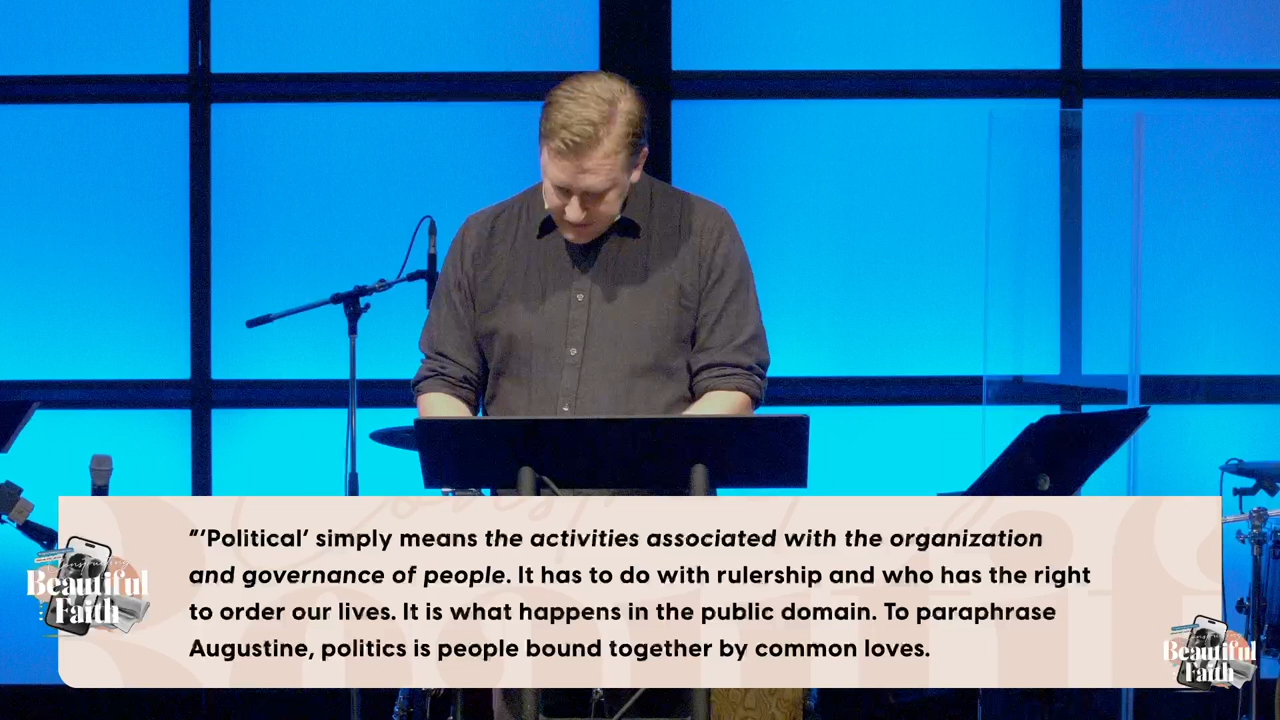 "'Political' simply means the activities associated with the organization
and governance of people. It has to do with rulership and who has the right
to order our lives. It is what happens in the public domain. To paraphrase
Augustine, politics is people bound together by common loves.
Beautiful
Faith
Beautiful
Faith